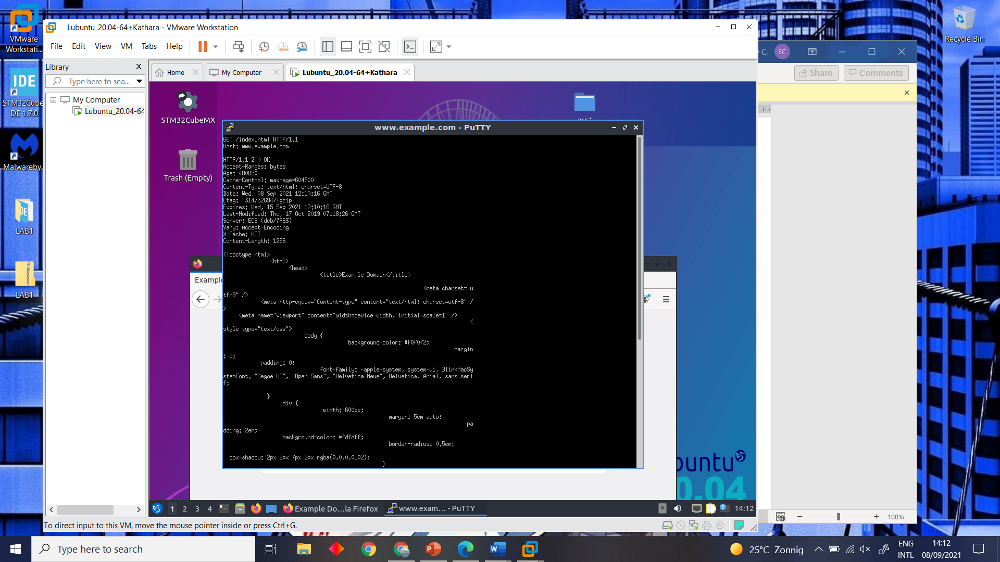 VMware
Workstati...
Lubuntu_20.04-64+Kathara - VMware Workstation
File Edit View VM Tabs Help
Library
Type here to sea...
My Computer
Lubuntu_20.04-64
Home
My Computer
Lubuntu_20.04-64+Kathara
C. SC
Share
Comments
Recycle Bin
IDE
STM32Cube
DE 1.7.0
Malwareby.
LAB1
LAB1
STM32CubeMX
Trash (Empty)
www.example.com - PuTTY
GET /index.html HTTP/1.1
Host: www.example.com
HTTP/1.1 200 OK
Accept-Ranges: bytes
Age: 480850
Cache-Control: max-age=604800
Content-Type: text/html; charset=UTF-8
Date: Wed, 08 Sep 2021 12:10:16 GMT
Etag: "3147526947+gzip"
Expires: Wed, 15 Sep 2021 12:10:16 GMT
Last-Modified: Thu, 17 Oct 2019 07:18:26 GMT
Server: ECS (dcb/7F83)
Vary: Accept-Encoding
X-Cache: HIT
Content-Length: 1256
<!doctype html>
<html>
<head>
<title>Example Domain</title>
<meta charset="u
tf-8" />
<meta http-equiv="Content-type" content="text/html; charset=utf-8" /
>
<meta name="viewport" content="width=device-width, initial-scale=1" />
<
style type="text/css">
body {
background-color: #f0f0f2;
margin
: 0;
padding: 0;
font-family: -apple-system, system-ui, BlinkMacSy
stemFont, "Segoe UI", "Open Sans", "Helvetica Neue", Helvetica, Arial, sans-seri
f;
}
div {
width: 600px;
margin: 5em auto;
pa
dding: 2em;
background-color: #fdfdff;
border-radius: 0.5em;
box-shadow: 2px 3px 7px 2px rgba(0,0,0,0.02);
}
Example
buntu
0.04
1 2 3 4
Example Do...la Firefox
www.exam... - PuTTY
14:12
To direct input to this VM, move the mouse pointer inside or press Ctrl+G.
100%
Type here to search
25°C Zonnig
ENG
INTL
14:12
08/09/2021